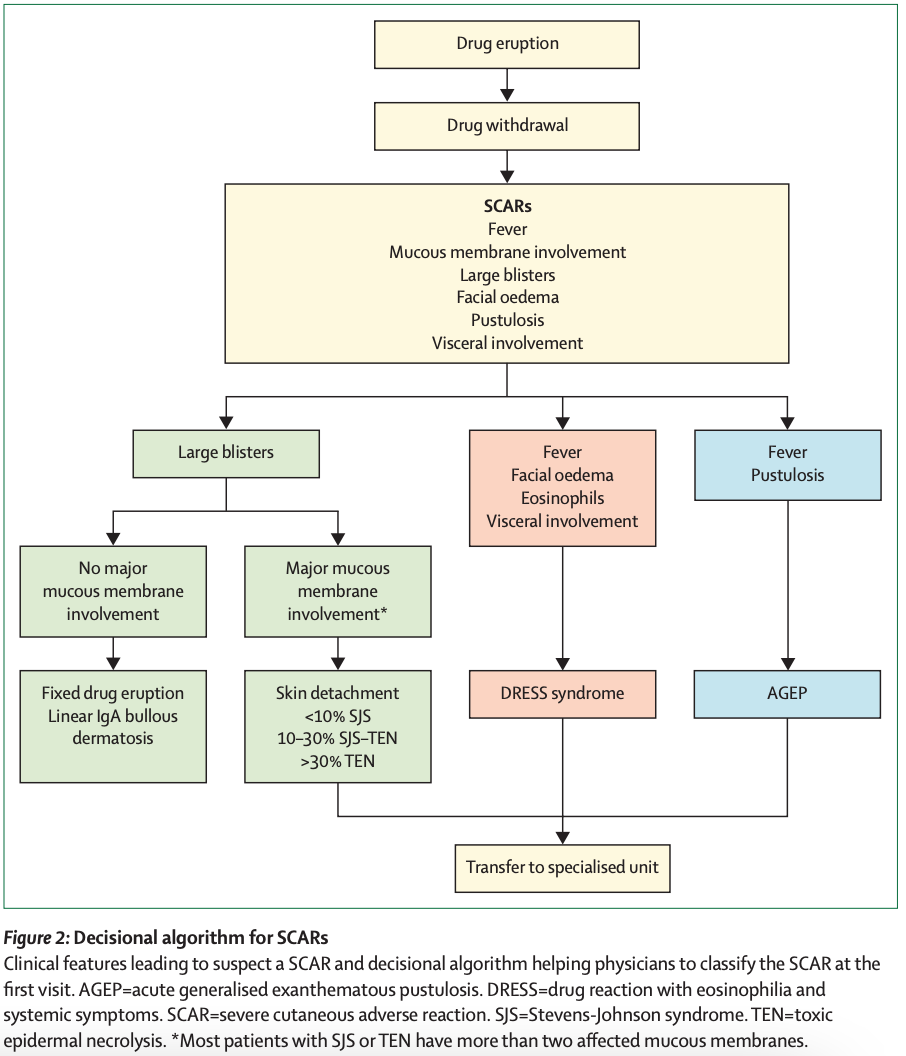 Drug eruption
Drug withdrawal
SCARs
Fever
Mucous membrane involvement
Large blisters
Facial oedema
Pustulosis
Visceral involvement
Large blisters
Fever
Facial oedema
Eosinophils
Visceral involvement
Fever
Pustulosis
No major
mucous membrane
involvement
Major mucous
membrane
involvement*
Fixed drug eruption
Linear IgA bullous
dermatosis
Skin detachment
<10% SJS
10–30% SJS–TEN
>30% TEN
DRESS syndrome
AGEP
Transfer to specialised unit
Figure 2: Decisional algorithm for SCARs
Clinical features leading to suspect a SCAR and decisional algorithm helping physicians to classify the SCAR at the
first visit. AGEP=acute generalised exanthematous pustulosis. DRESS=drug reaction with eosinophilia and
systemic symptoms. SCAR=severe cutaneous adverse reaction. SJS=Stevens-Johnson syndrome. TEN=toxic
epidermal necrolysis. *Most patients with SJS or TEN have more than two affected mucous membranes.